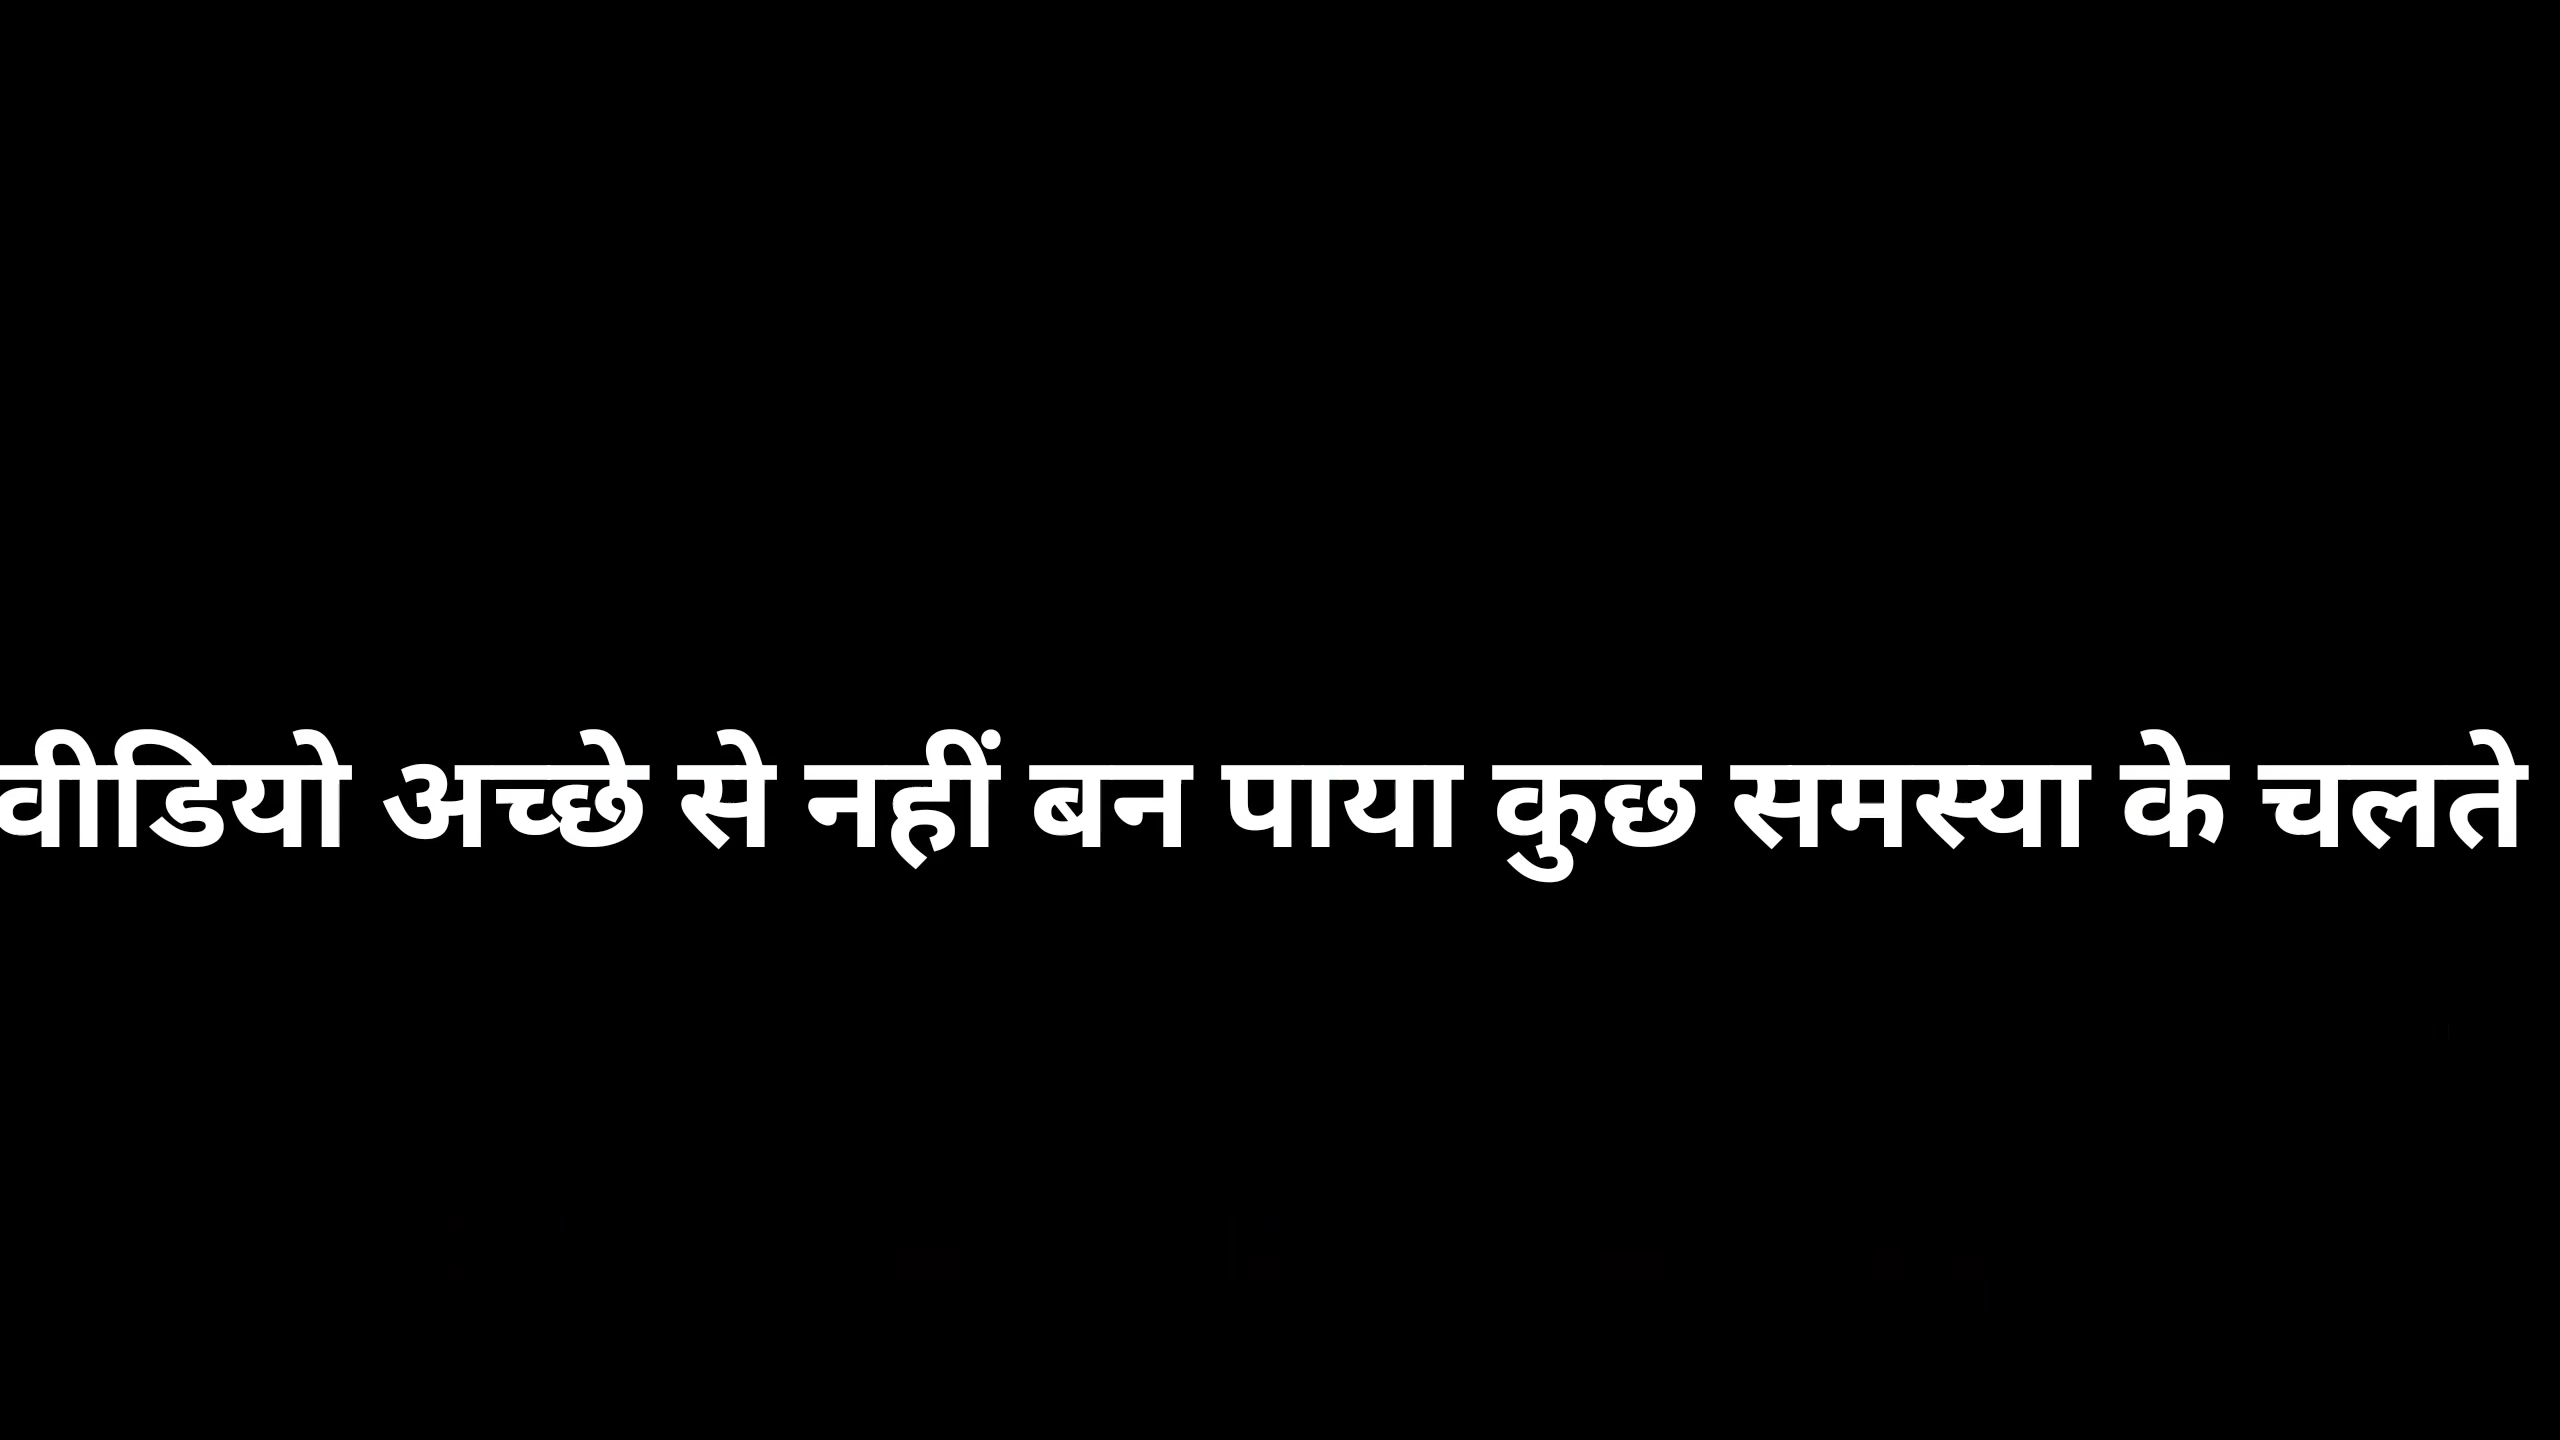 वीडियो अच्छे से नहीं बन पाया कुछ समस्या के चलते